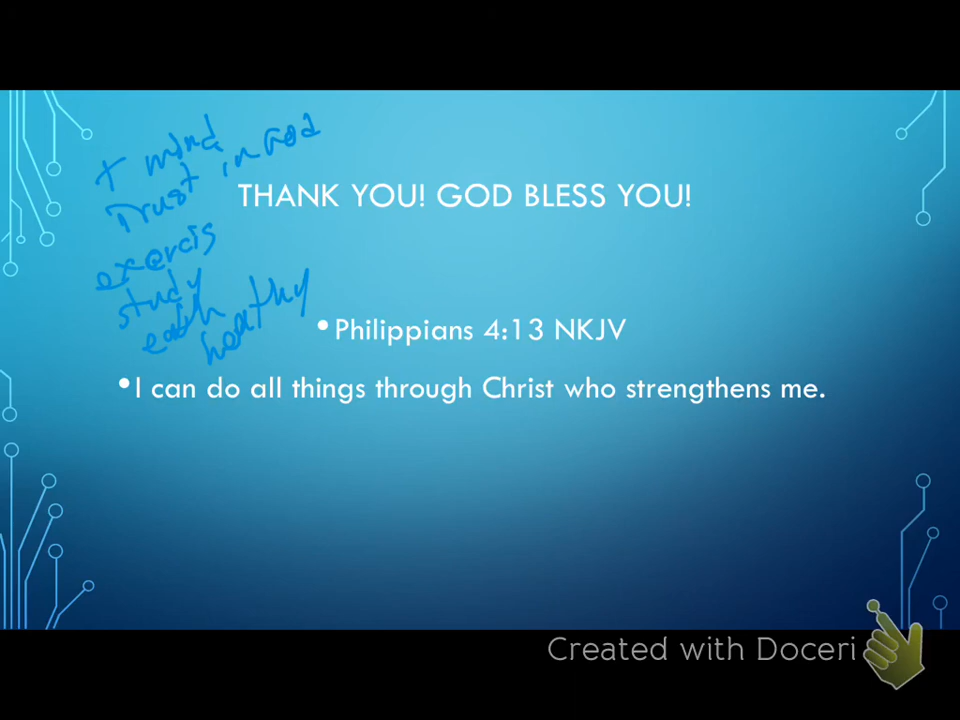 + mind
Trust in God
THANK YOU! GOD BLESS YOU!
exercis
study
eath healthy
•Philippians 4:13 NKJV
•I can do all things through Christ who strengthens me.
Created with Doceri